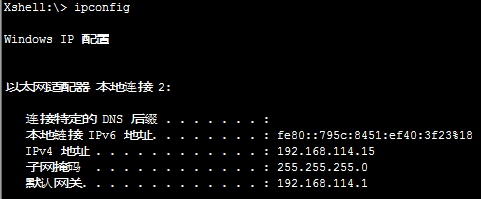 Xshell:\> ipconfig
Windows IP 配置
以太网适配器 本地连接 2:
连接特定的 DNS 后缀 . . . . . . . :
本地链接 IPv6 地址. . . . . . . . : fe80::795c:8451:ef40:3f23%18
IPv4 地址 . . . . . . . . . . . . : 192.168.114.15
子网掩码 . . . . . . . . . . . . : 255.255.255.0
默认网关. . . . . . . . . . . . . : 192.168.114.1